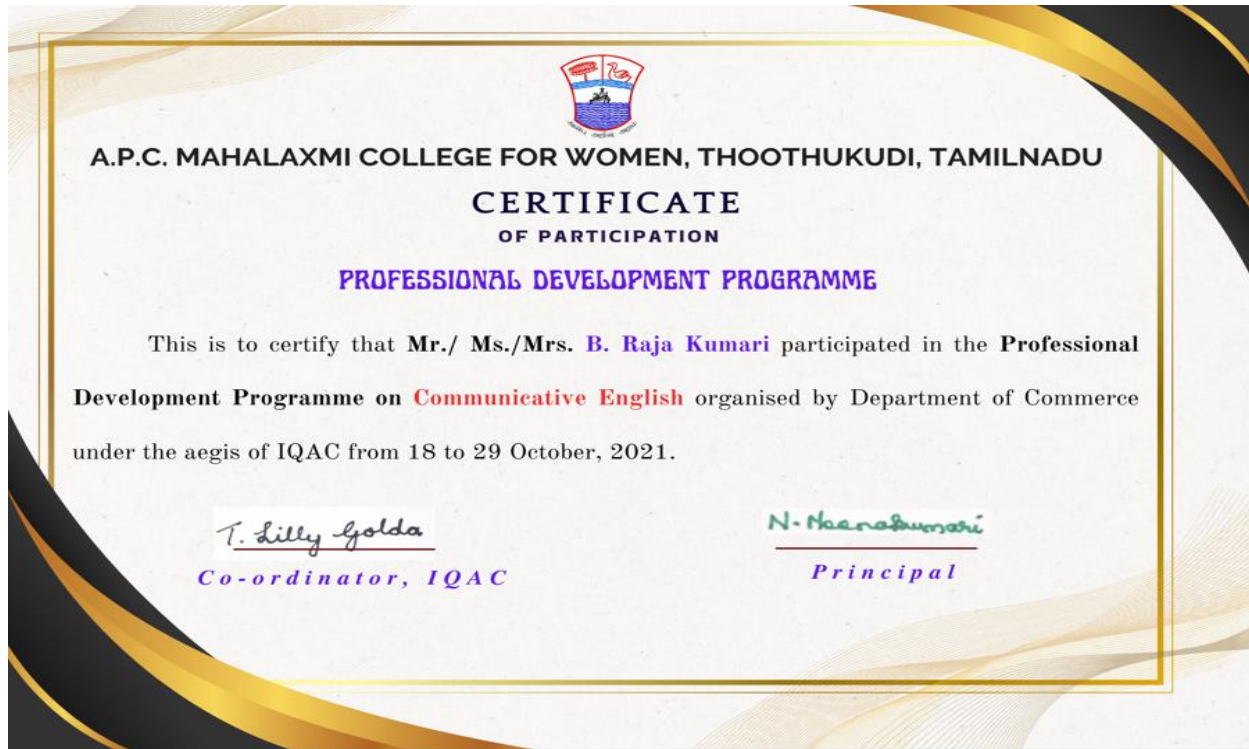 A.P.C. MAHALAXMI COLLEGE FOR WOMEN, THOOTHUKUDI, TAMILNADU
CERTIFICATE
OF PARTICIPATION
PROFESSIONAL DEVELOPMENT PROGRAMME
This is to certify that Mr./ Ms./Mrs. B. Raja Kumari participated in the Professional
Development Programme on Communicative English organised by Department of Commerce
under the aegis of IQAC from 18 to 29 October, 2021.
T. Lilly Golda
N. Meenakumari
Co-ordinator, IQAC
Principal